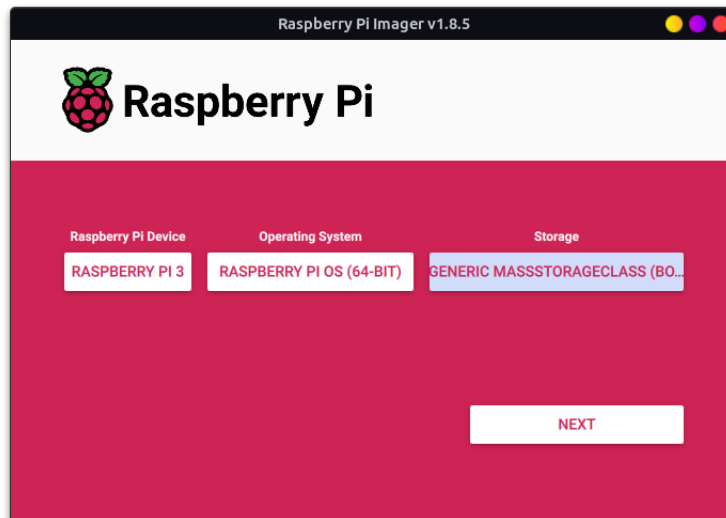 Raspberry Pi Imager v1.8.5
Raspberry Pi
Raspberry Pi Device Operating System Storage
RASPBERRY PI 3 RASPBERRY PI OS (64-BIT) GENERIC MASSSTORAGECLASS (BO...
NEXT